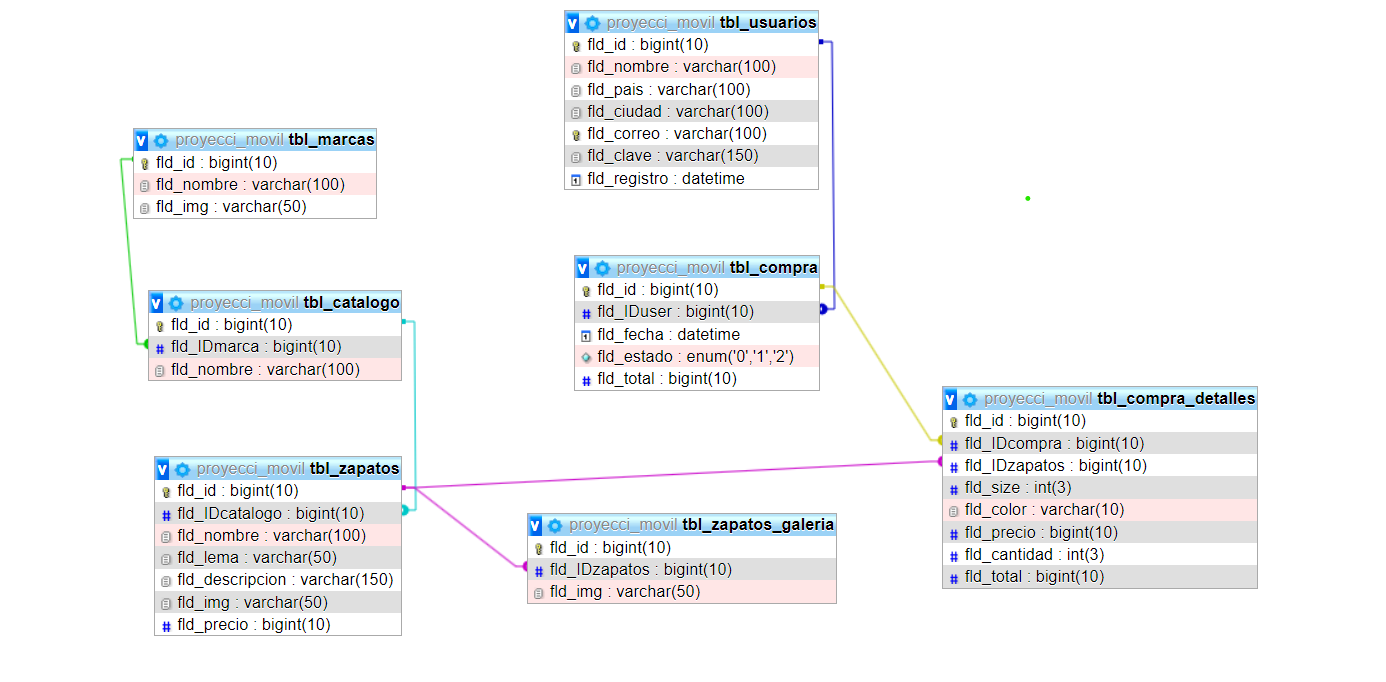 proyecci_movil tbl_usuarios
fld_id : bigint(10)
fld_nombre : varchar(100)
fld_pais : varchar(100)
fld_ciudad : varchar(100)
fld_correo : varchar(100)
fld_clave : varchar(150)
fld_registro : datetime
proyecci_movil tbl_marcas
fld_id : bigint(10)
fld_nombre : varchar(100)
fld_img : varchar(50)
proyecci_movil tbl_compra
fld_id : bigint(10)
fld_IDuser : bigint(10)
fld_fecha : datetime
fld_estado : enum('0','1','2')
fld_total : bigint(10)
proyecci_movil tbl_catalogo
fld_id : bigint(10)
fld_IDmarca : bigint(10)
fld_nombre : varchar(100)
proyecci_movil tbl_compra_detalles
fld_id : bigint(10)
fld_IDcompra : bigint(10)
fld_IDzapatos : bigint(10)
fld_size : int(3)
fld_color : varchar(10)
fld_precio : bigint(10)
fld_cantidad : int(3)
fld_total : bigint(10)
proyecci_movil tbl_zapatos
fld_id : bigint(10)
fld_IDcatalogo : bigint(10)
fld_nombre : varchar(100)
fld_lema : varchar(50)
fld_descripcion : varchar(150)
fld_img : varchar(50)
fld_precio : bigint(10)
proyecci_movil tbl_zapatos_galeria
fld_id : bigint(10)
fld_IDzapatos : bigint(10)
fld_img : varchar(50)